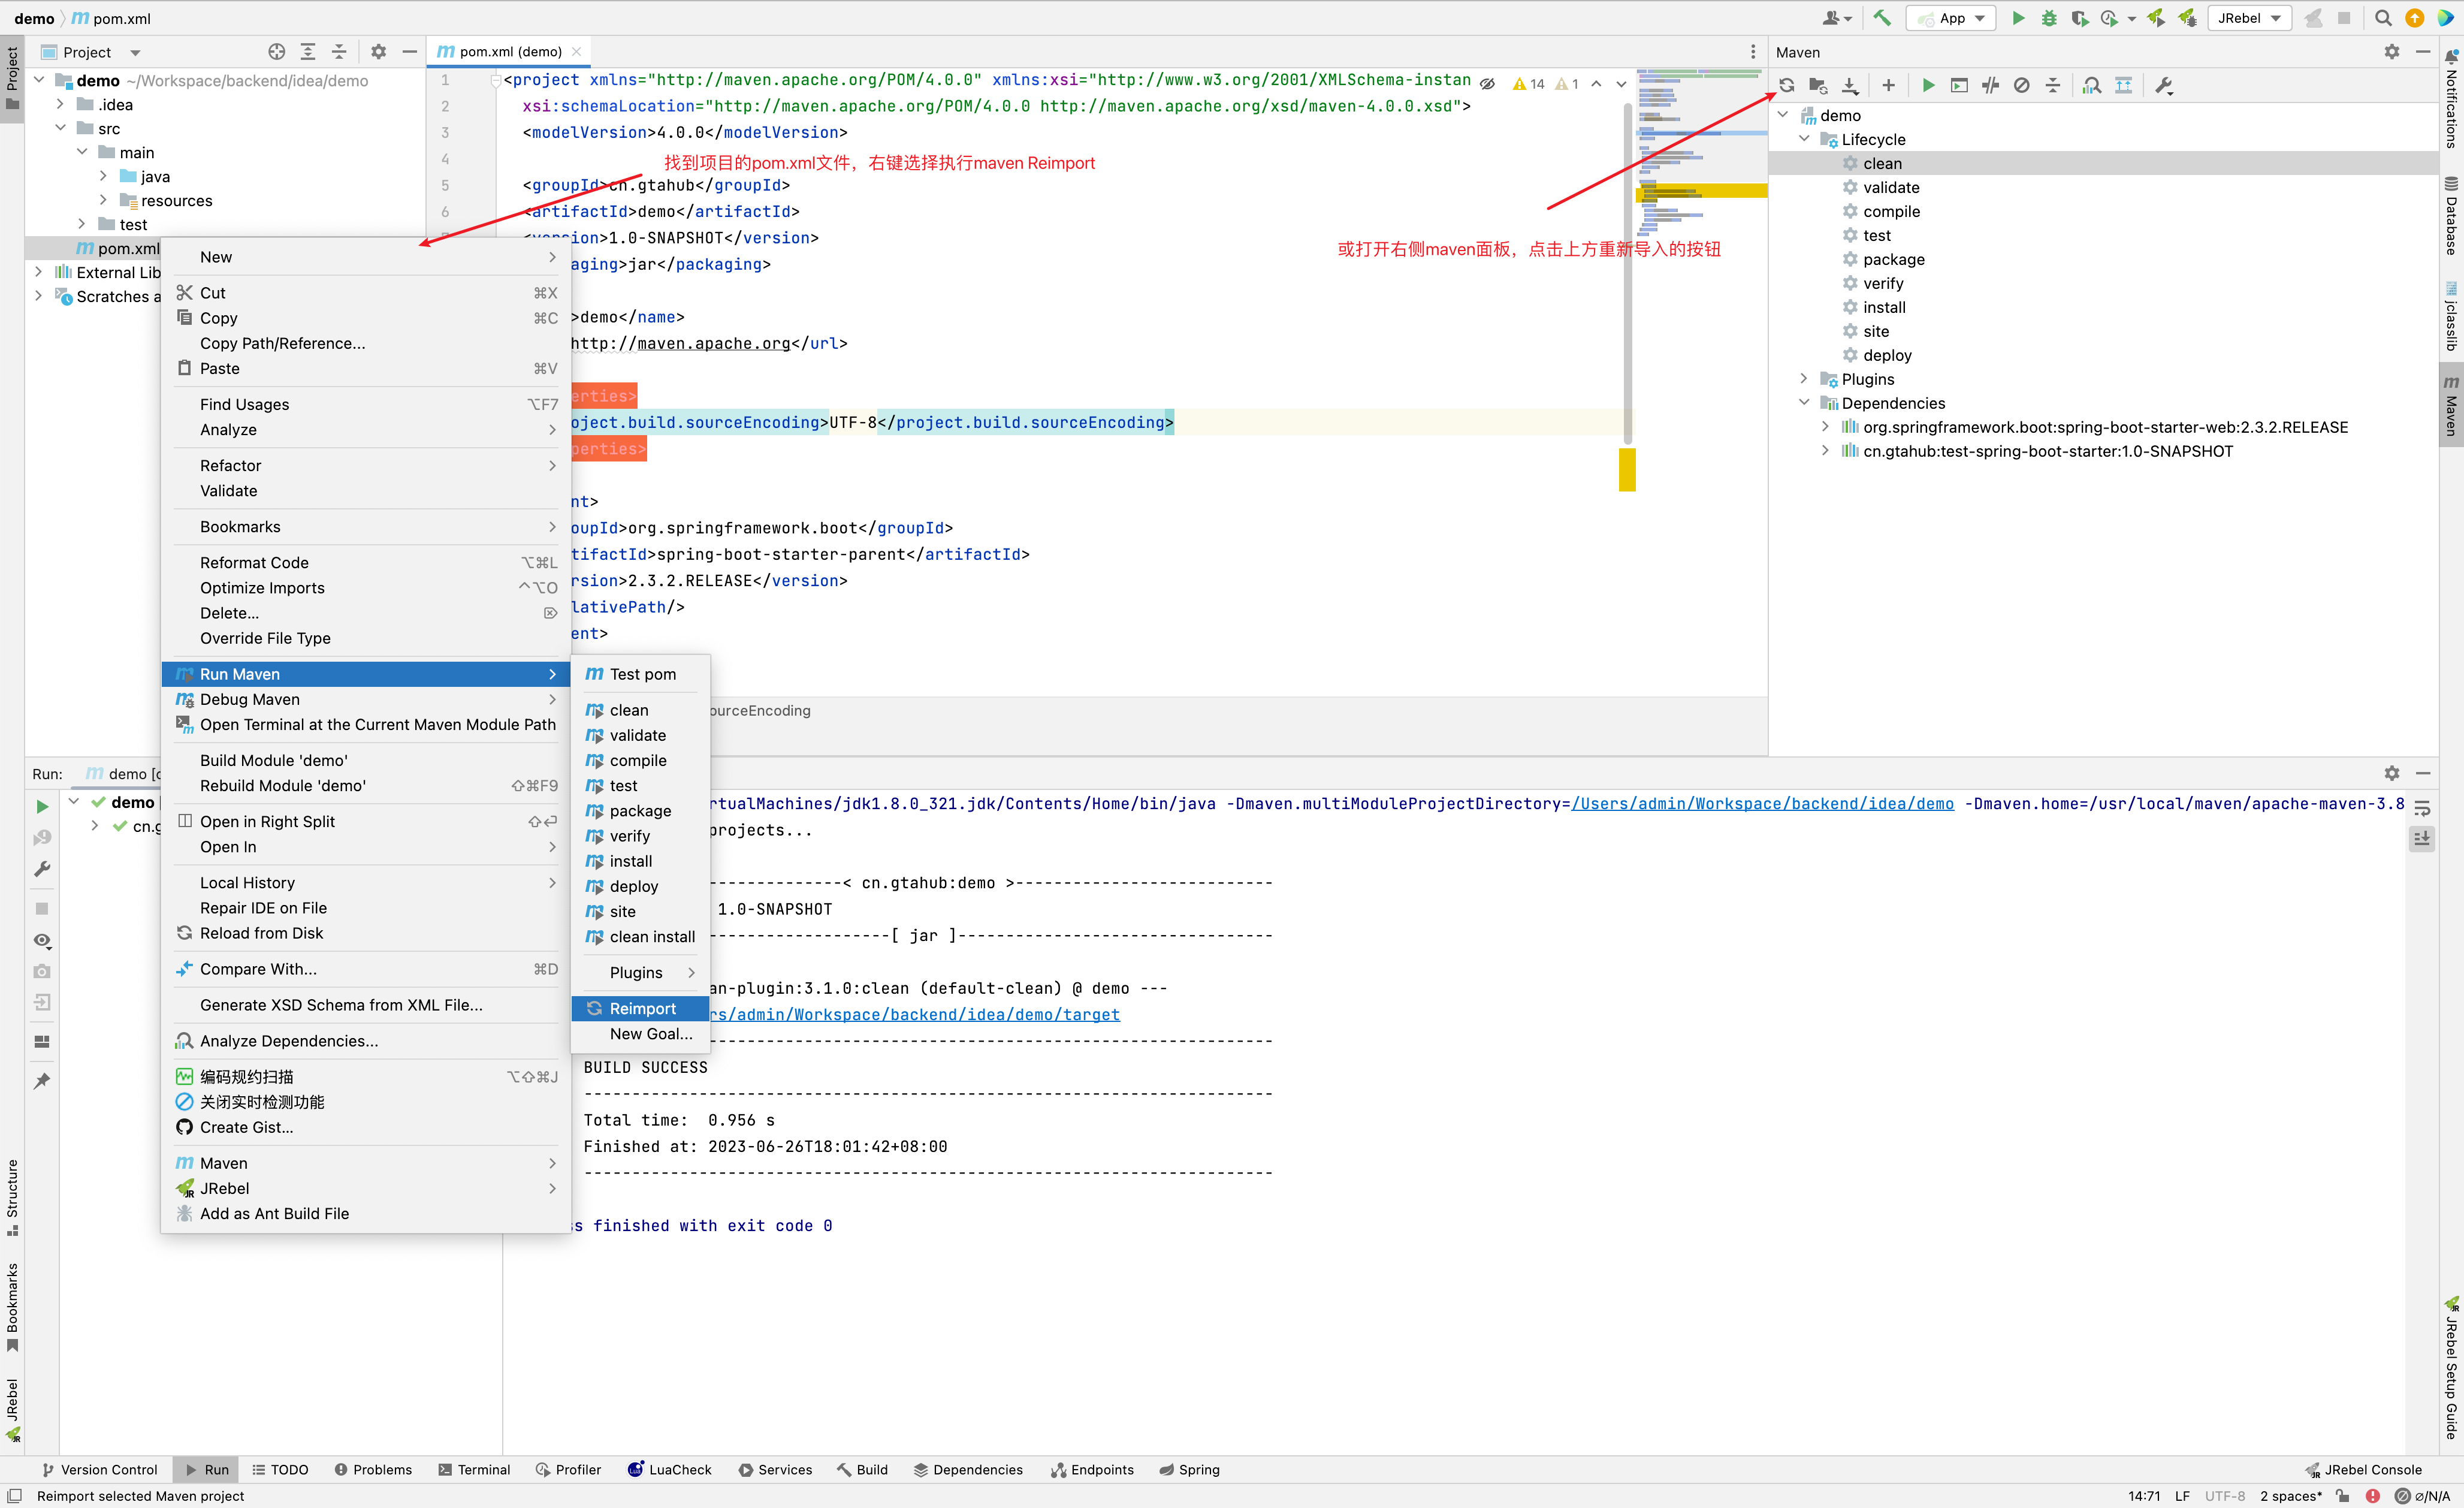 demo pom.xml
App
JRebel
Project
pom.xml (demo)
Maven
Project
demo ~/Workspace/backend/idea/demo
.idea
src
main
java
resources
test
pom.xml
External Lib
Scratches a
1 <project xmlns="http://maven.apache.org/POM/4.0.0" xmlns:xsi="http://www.w3.org/2001/XMLSchema-instan
14 1
2 xsi:schemaLocation="http://maven.apache.org/POM/4.0.0 http://maven.apache.org/xsd/maven-4.0.0.xsd">
3 <modelVersion>4.0.0</modelVersion>
4
找到项目的pom.xml文件，右键选择执行maven Reimport
5 <groupId>cn.gtahub</groupId>
6 <artifactId>demo</artifactId>
<version>1.0-SNAPSHOT</version>
或打开右侧maven面板，点击上方重新导入的按钮
aging>jar</packaging>
>demo</name>
http://maven.apache.org</url>
erties>
oject.build.sourceEncoding>UTF-8</project.build.sourceEncoding>
perties>
nt>
oupId>org.springframework.boot</groupId>
tifactId>spring-boot-starter-parent</artifactId>
rsion>2.3.2.RELEASE</version>
lativePath/>
ent>
ourceEncoding
New
Cut ⌘X
Copy ⌘C
Copy Path/Reference...
Paste ⌘V
Find Usages ⌥F7
Analyze
Refactor
Validate
Bookmarks
Reformat Code ⌥⌘L
Optimize Imports ^⌥O
Delete... ⌦
Override File Type
Run Maven
Debug Maven
Open Terminal at the Current Maven Module Path
Build Module 'demo'
Rebuild Module 'demo' ⇧⌘F9
Open in Right Split ⇧⏎
Open In
Local History
Repair IDE on File
Reload from Disk
Compare With... ⌘D
Generate XSD Schema from XML File...
Analyze Dependencies...
编码规约扫描 ⌥⇧⌘J
关闭实时检测功能
Create Gist...
Maven
JRebel
Add as Ant Build File
Test pom
clean
validate
compile
test
package
verify
install
deploy
site
clean install
Plugins
Reimport
New Goal...
demo
Lifecycle
clean
validate
compile
test
package
verify
install
site
deploy
Plugins
Dependencies
org.springframework.boot:spring-boot-starter-web:2.3.2.RELEASE
cn.gtahub:test-spring-boot-starter:1.0-SNAPSHOT
Notifications
Database
jclasslib
Maven
JRebel Setup Guide
Run: demo [c
demo [
cn.g
rtualMachines/jdk1.8.0_321.jdk/Contents/Home/bin/java -Dmaven.multiModuleProjectDirectory=/Users/admin/Workspace/backend/idea/demo -Dmaven.home=/usr/local/maven/apache-maven-3.8
projects...
--------------< cn.gtahub:demo >---------------------------
1.0-SNAPSHOT
-------------------[ jar ]---------------------------------
an-plugin:3.1.0:clean (default-clean) @ demo ---
rs/admin/Workspace/backend/idea/demo/target
-----------------------------------------------------------
BUILD SUCCESS
------------------------------------------------------------------------
Total time:  0.956 s
Finished at: 2023-06-26T18:01:42+08:00
------------------------------------------------------------------------
s finished with exit code 0
Structure
Bookmarks
JRebel
Version Control Run TODO Problems Terminal Profiler LuaCheck Services Build Dependencies Endpoints Spring JRebel Console
Reimport selected Maven project
14:71 LF UTF-8 2 spaces* ⌀/N/A